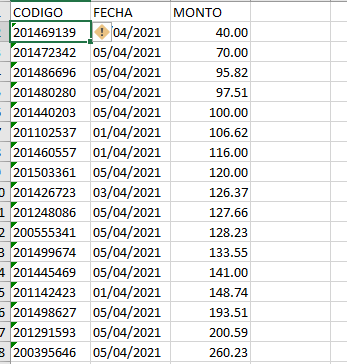 CODIGO FECHA MONTO
201469139 04/2021 40.00
201472342 05/04/2021 70.00
201486696 05/04/2021 95.82
201480280 05/04/2021 97.51
201440203 05/04/2021 100.00
201102537 01/04/2021 106.62
201460557 01/04/2021 116.00
201503361 05/04/2021 120.00
201426723 03/04/2021 126.37
201248086 05/04/2021 127.66
200555341 05/04/2021 128.23
201499674 05/04/2021 133.55
201445469 05/04/2021 141.00
201142423 01/04/2021 148.74
201498627 05/04/2021 193.51
201291593 05/04/2021 200.59
200395646 05/04/2021 260.23